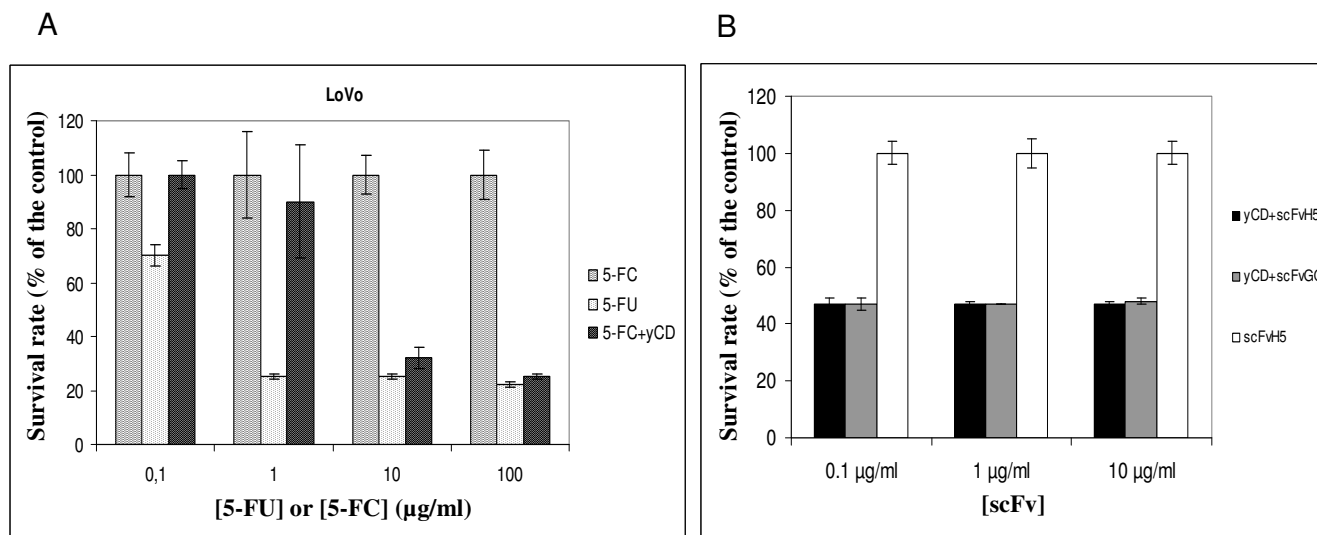 A
LoVo
Survival rate (% of the control)
120
100
80
60
40
20
0
0,1 1 10 100
[5-FU] or [5-FC] (µg/ml)
5-FC
5-FU
5-FC+yCD
B
Survival rate (% of the control)
120
100
80
60
40
20
0
0.1 µg/ml 1 µg/ml 10 µg/ml
[scFv]
yCD+scFvH5
yCD+scFvGC
scFvH5